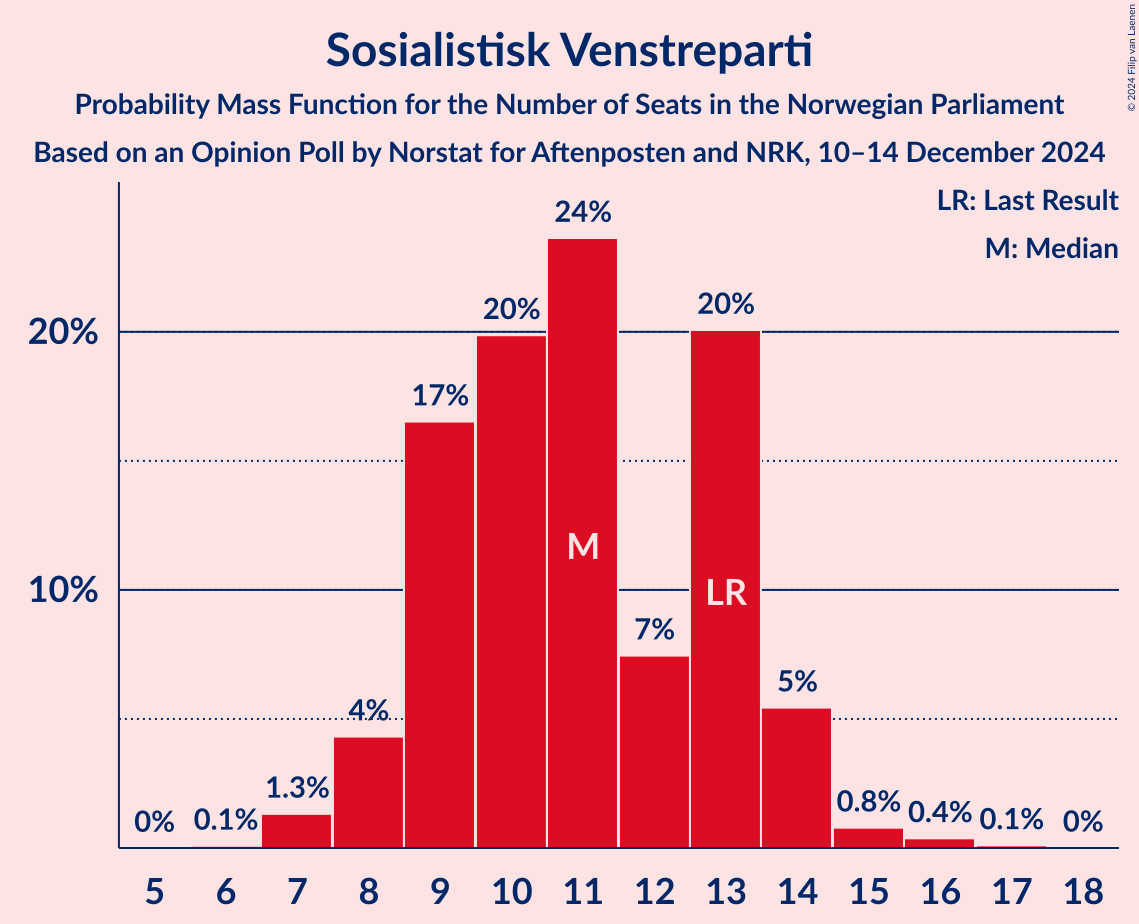 Sosialistisk Venstreparti
Probability Mass Function for the Number of Seats in the Norwegian Parliament
Based on an Opinion Poll by Norstat for Aftenposten and NRK, 10–14 December 2024
© 2024 Filip van Laenen
LR: Last Result
M: Median
24%
20%
20%
20%
17%
M
LR
10%
7%
5%
4%
1.3%
0.8%
0.4%
0%
0.1%
0.1%
0%
5 6 7 8 9 10 11 12 13 14 15 16 17 18